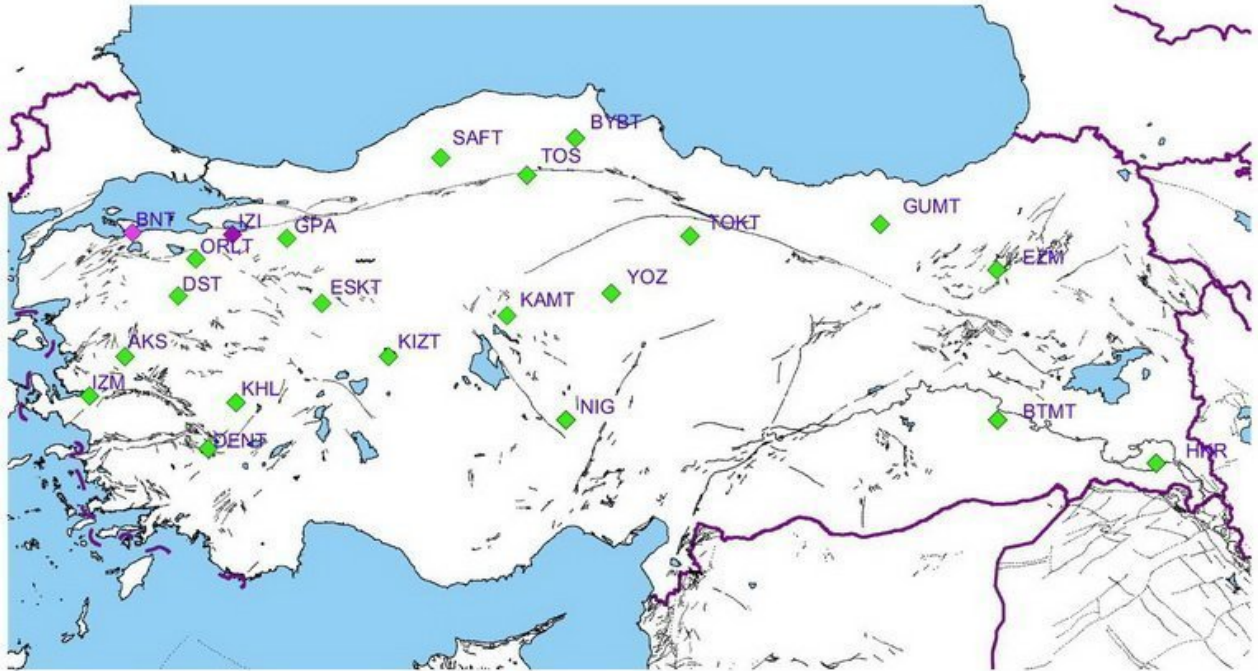 BYBT
SAFT
TOS
GUMT
BNT
IZI
GPA
TOKT
ORLT
EZM
DST
ESKT
YOZ
KAMT
AKS
KIZT
IZM
KHL
NIG
BTMT
DENT
HKR